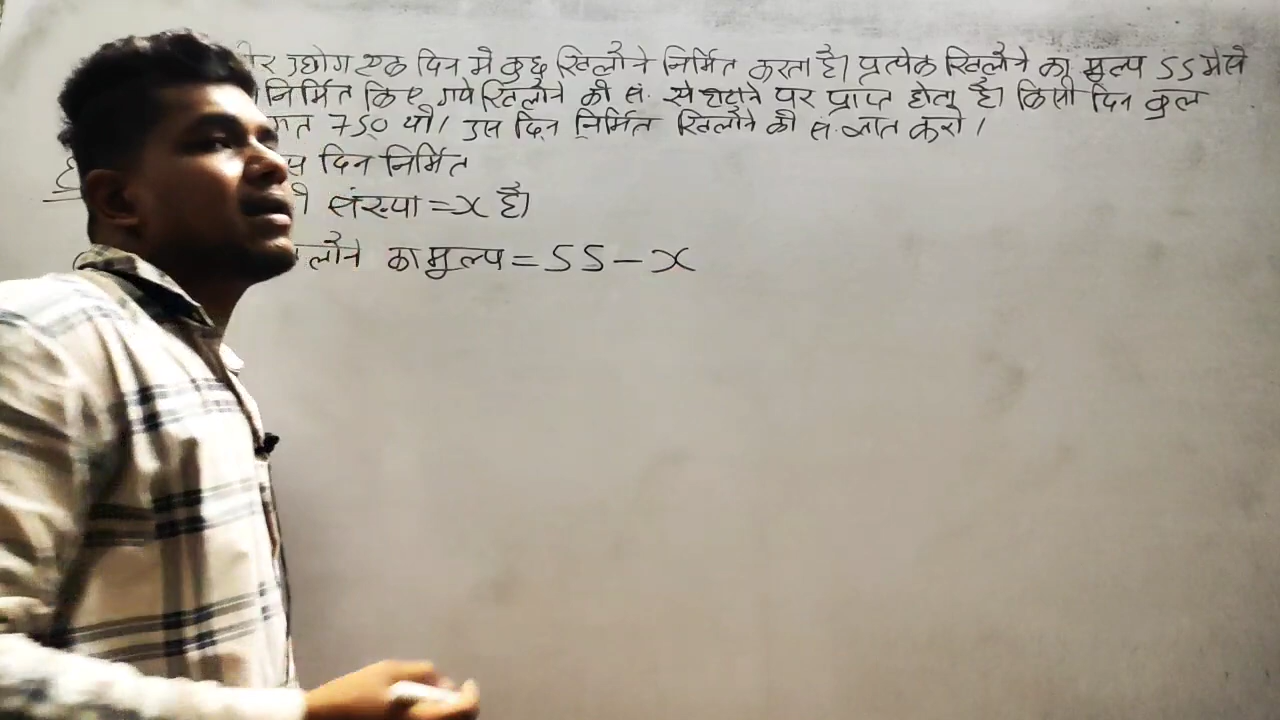 उद्योग एक दिन मे कुछ खिलौने निर्मित करता है। प्रत्येक खिलौने का मूल्प 55 मेसे
निर्मित किए गये खिलौने की सं. से घटाने पर प्राप्त होता है। किसी दिन कुल
750 थी। उस दिन निर्मित खिलौने की सं. ज्ञात करो।
दिन निर्मित
संख्या = x है।
का मुल्प = 55 - x